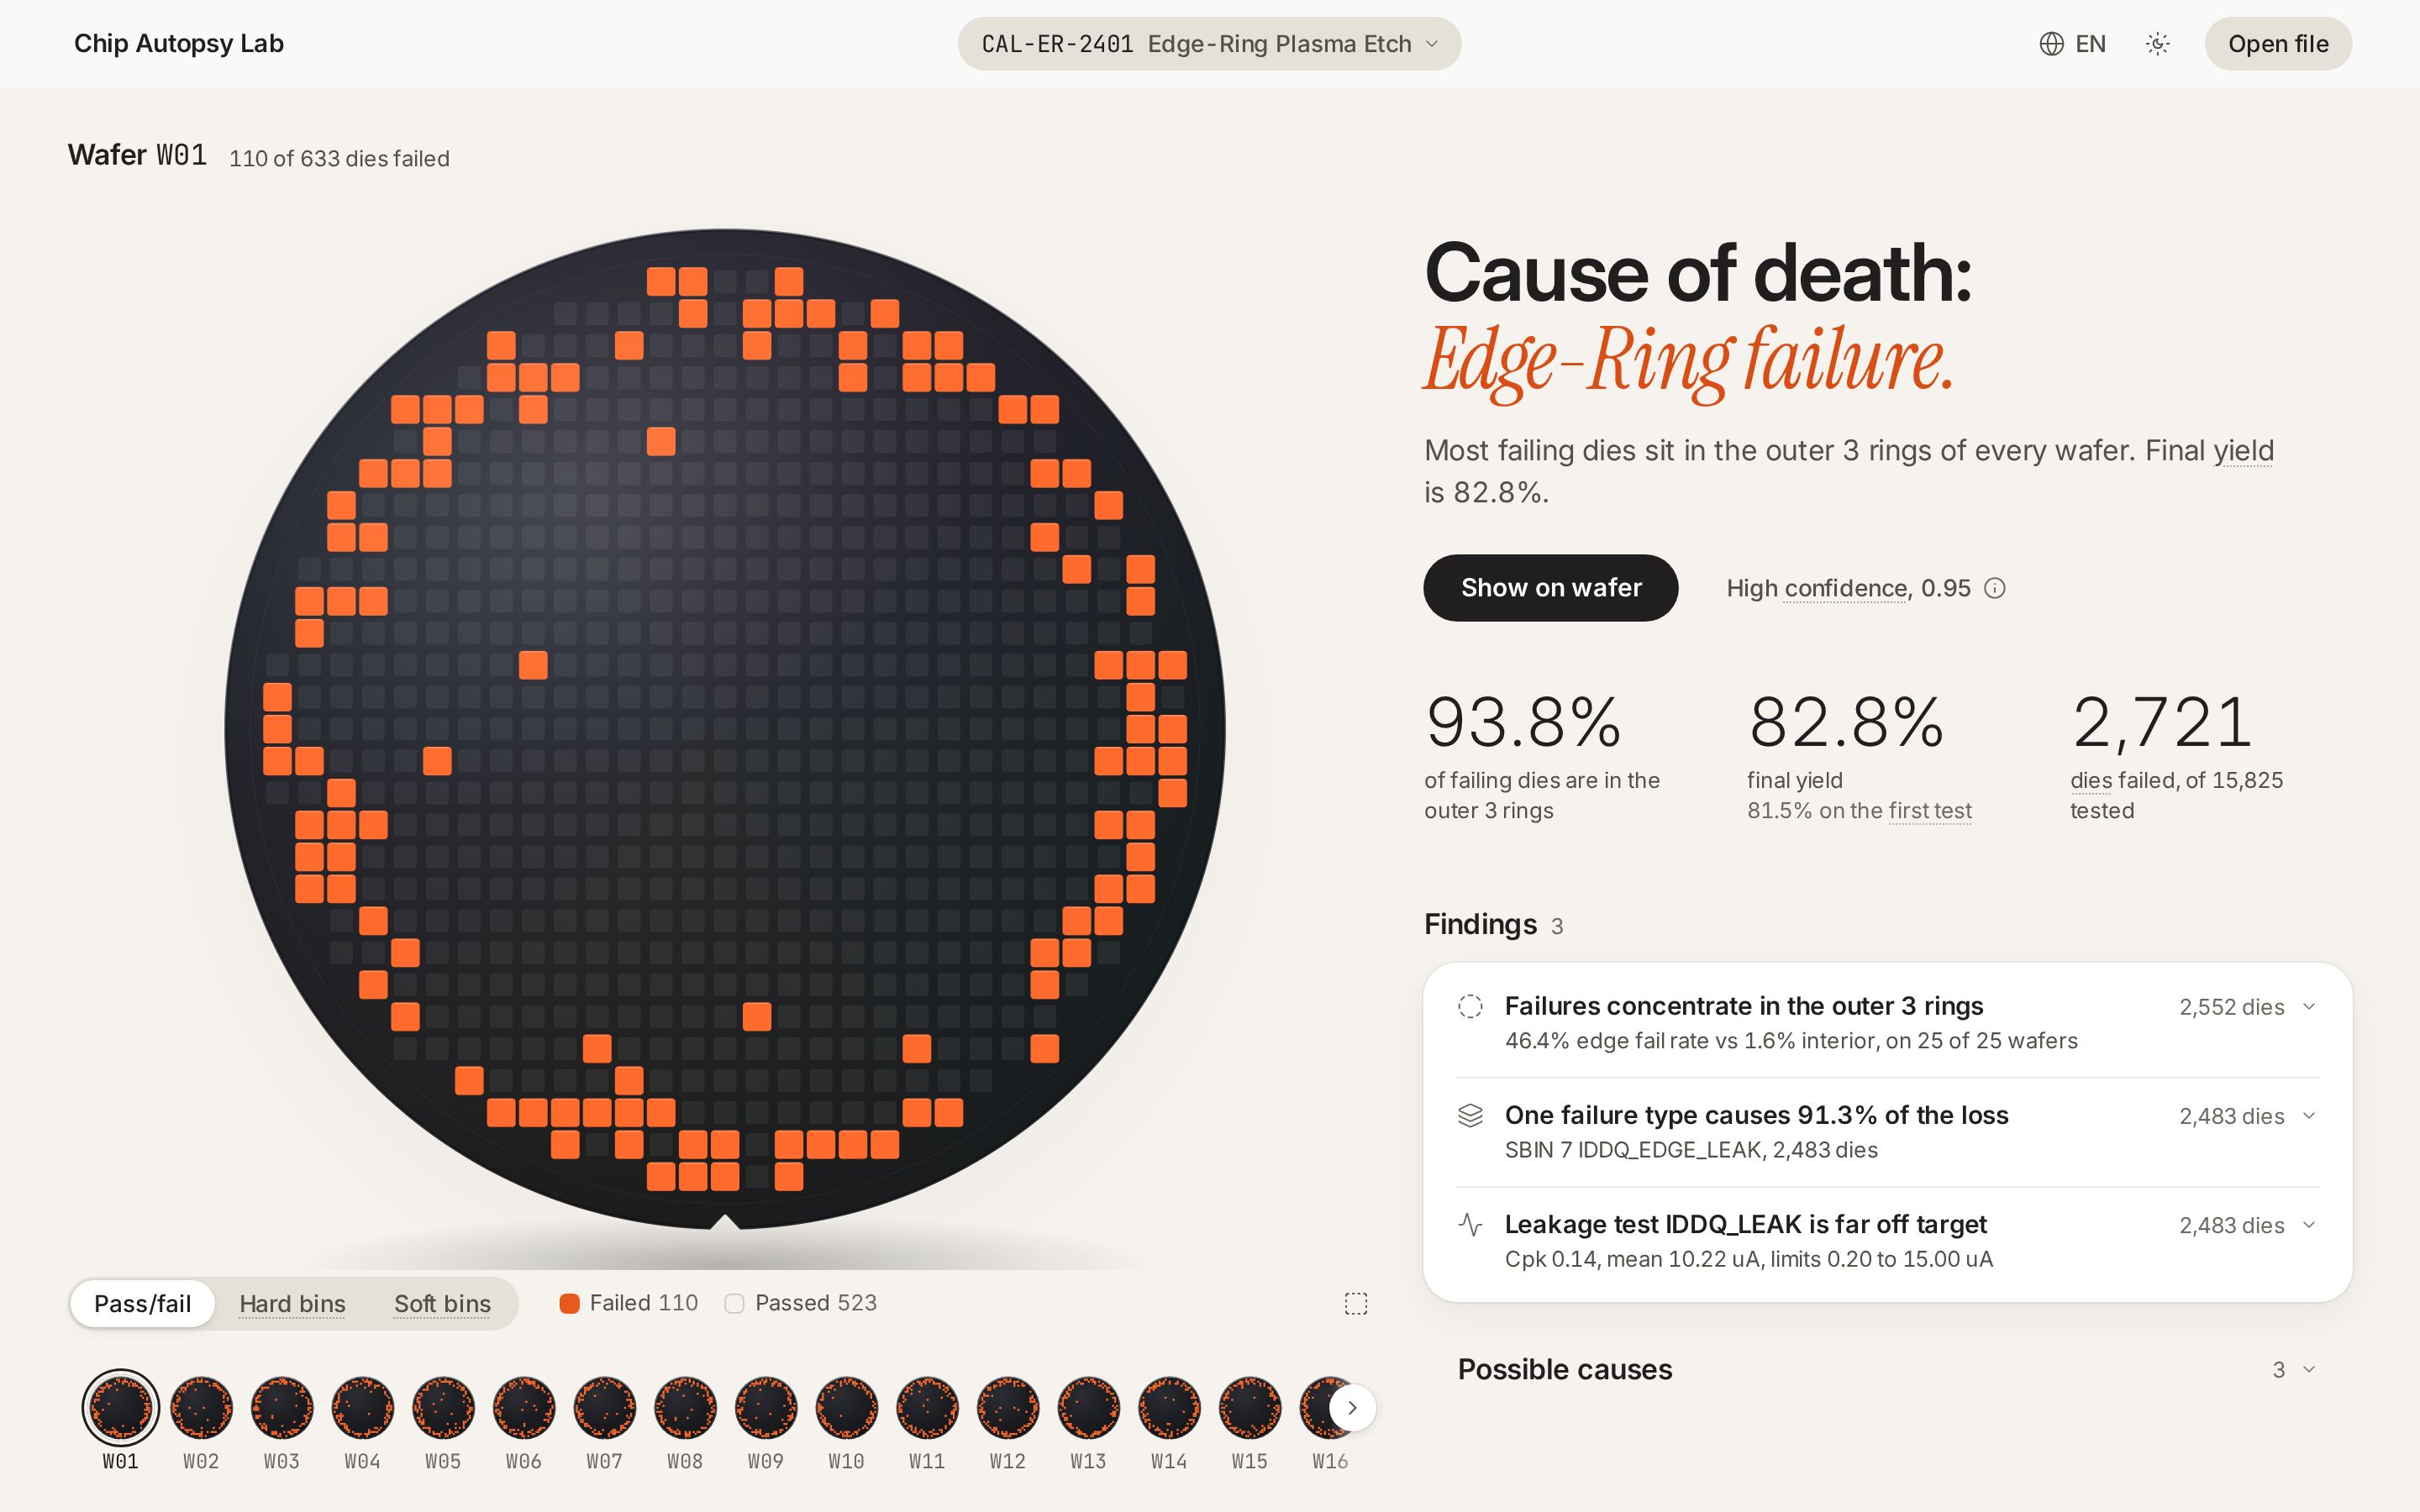 Chip Autopsy Lab
CAL-ER-2401 Edge-Ring Plasma Etch
EN
Open file
Wafer W01 110 of 633 dies failed
Cause of death:
Edge-Ring failure.
Most failing dies sit in the outer 3 rings of every wafer. Final yield
is 82.8%.
Show on wafer
High confidence, 0.95
93.8%
of failing dies are in the
outer 3 rings
82.8%
final yield
81.5% on the first test
2,721
dies failed, of 15,825
tested
Findings 3
Failures concentrate in the outer 3 rings 2,552 dies
46.4% edge fail rate vs 1.6% interior, on 25 of 25 wafers
One failure type causes 91.3% of the loss 2,483 dies
SBIN 7 IDDQ_EDGE_LEAK, 2,483 dies
Leakage test IDDQ_LEAK is far off target 2,483 dies
Cpk 0.14, mean 10.22 uA, limits 0.20 to 15.00 uA
Possible causes 3
Pass/fail Hard bins Soft bins Failed 110 Passed 523
W01 W02 W03 W04 W05 W06 W07 W08 W09 W10 W11 W12 W13 W14 W15 W16